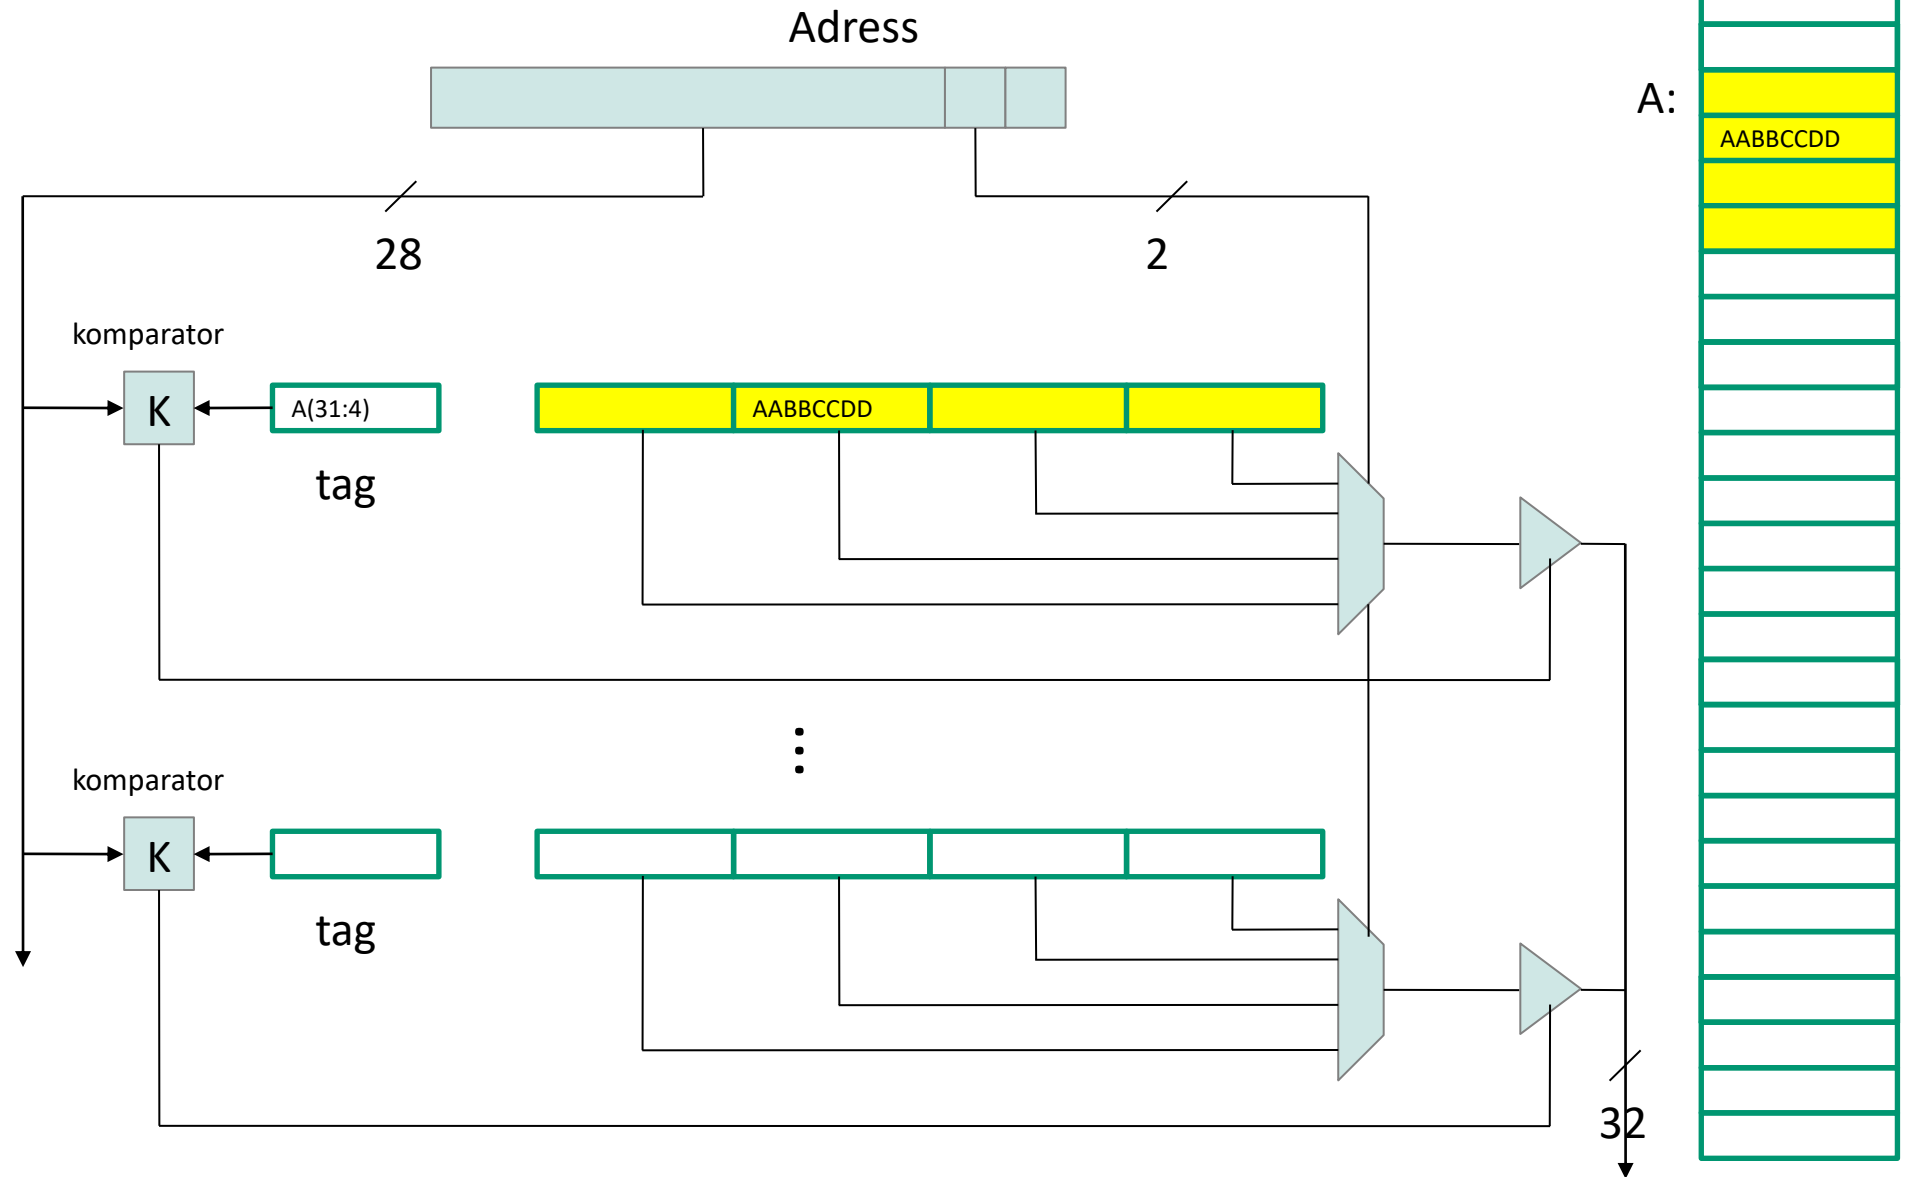 Adress
A:
AABBCCDD
28
2
komparator
K
A(31:4)
AABBCCDD
tag
⋮
komparator
K
tag
32